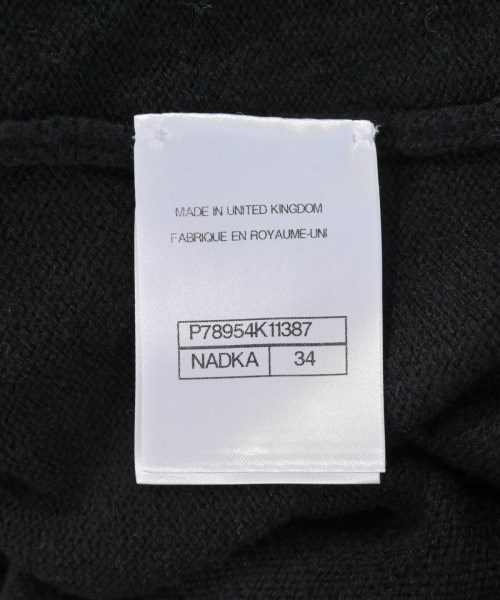 MADE IN UNITED KINGDOM
FABRIQUE EN ROYAUME-UNI
P78954K11387
NADKA 34